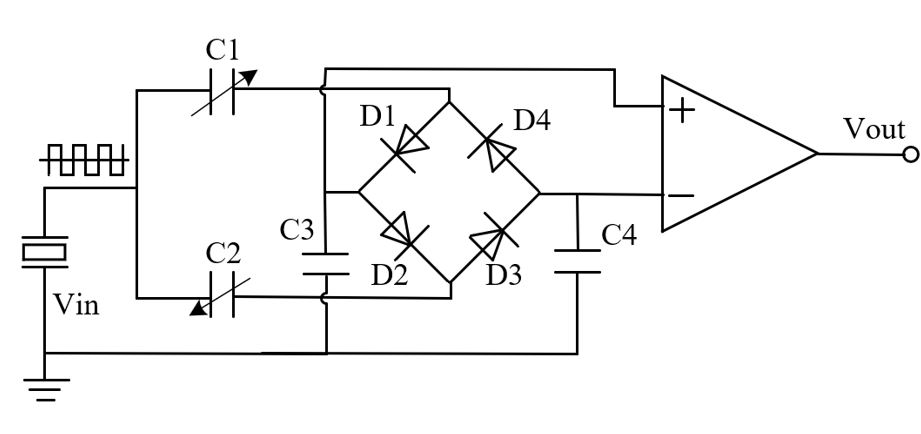 C1
D1
D4
+
Vout
−
C3
C4
C2
D2
D3
Vin